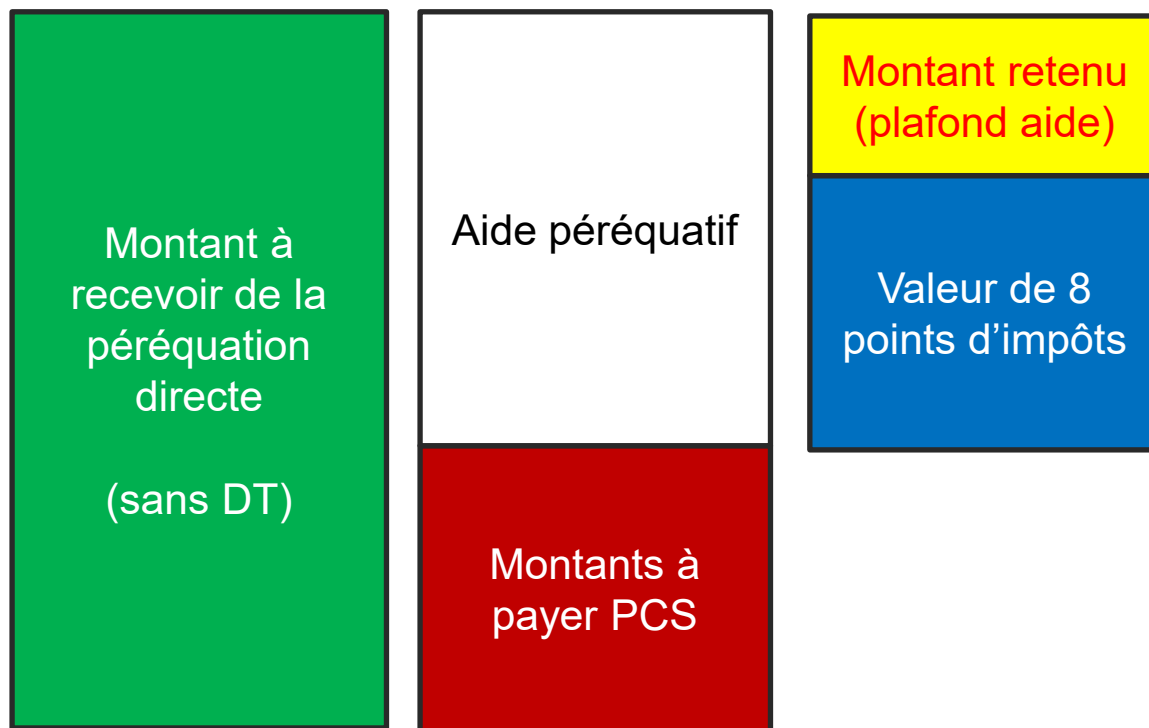 Montant à
recevoir de la
péréquation
directe
(sans DT)
Aide péréquatif
Montants à
payer PCS
Montant retenu
(plafond aide)
Valeur de 8
points d’impôts